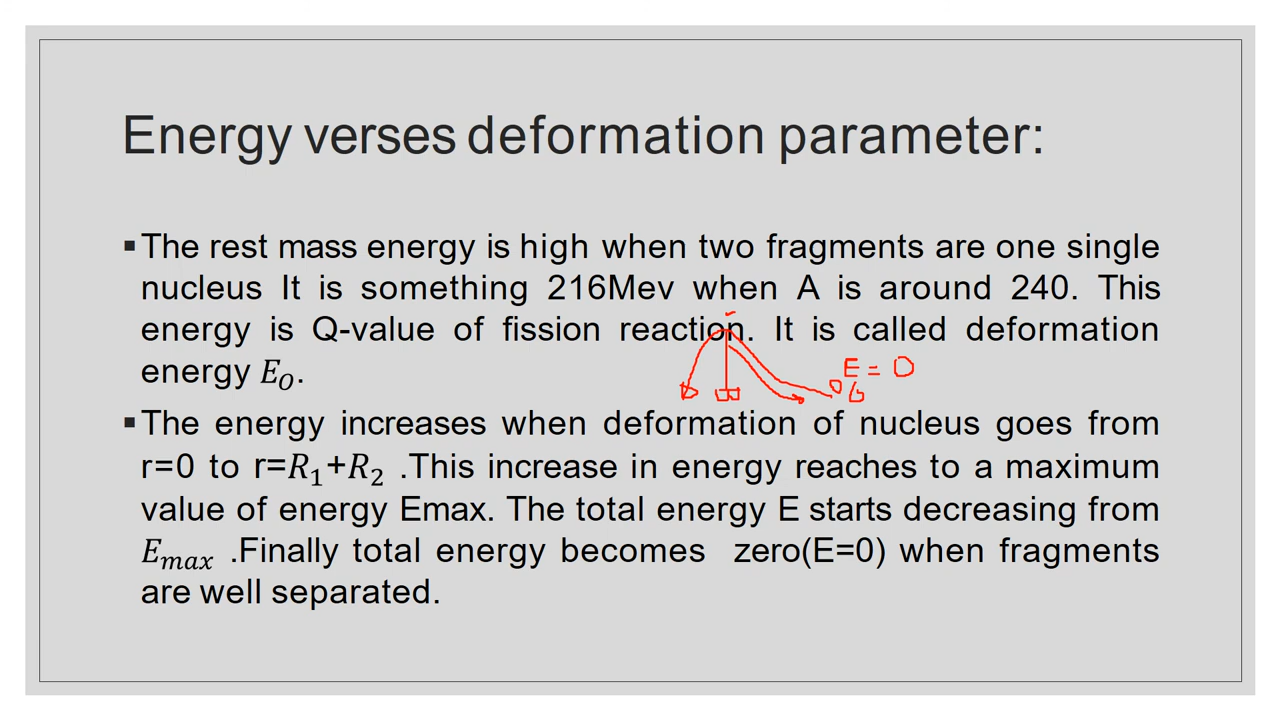 Energy verses deformation parameter:
▪The rest mass energy is high when two fragments are one single
nucleus It is something 216Mev when A is around 240. This
energy is Q-value of fission reaction. It is called deformation
energy E_O.
E = 0
▪The energy increases when deformation of nucleus goes from
r=0 to r=R₁+R₂ .This increase in energy reaches to a maximum
value of energy Emax. The total energy E starts decreasing from
E_max .Finally total energy becomes zero(E=0) when fragments
are well separated.